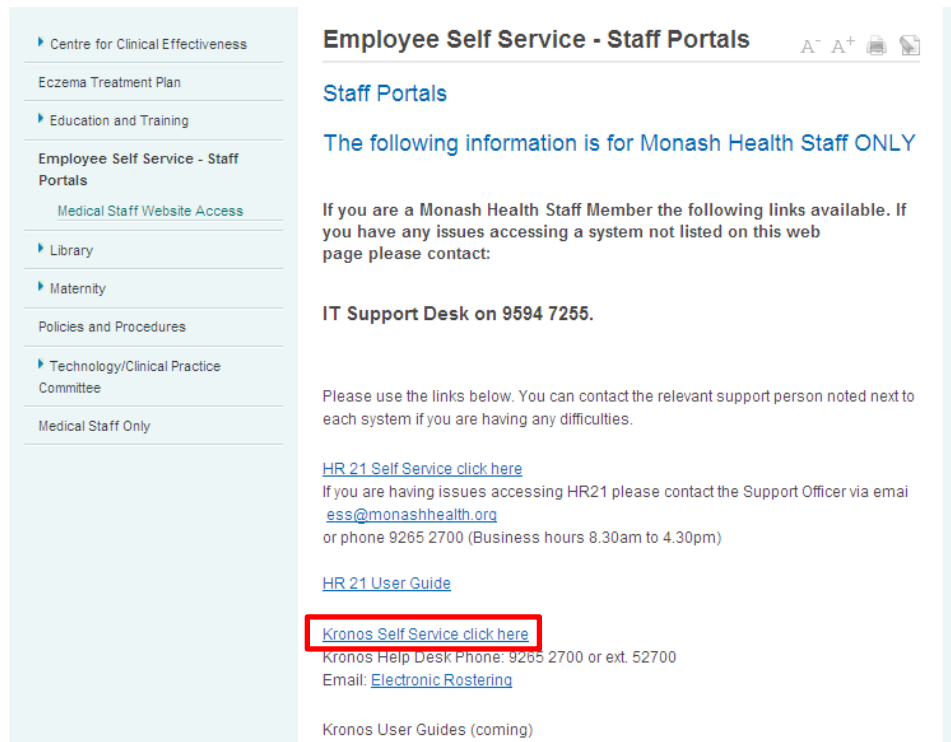 Centre for Clinical Effectiveness
Eczema Treatment Plan
Education and Training
Employee Self Service - Staff
Portals
Medical Staff Website Access
Library
Maternity
Policies and Procedures
Technology/Clinical Practice
Committee
Medical Staff Only
Employee Self Service - Staff Portals
A- A+
Staff Portals
The following information is for Monash Health Staff ONLY
If you are a Monash Health Staff Member the following links available. If
you have any issues accessing a system not listed on this web
page please contact:
IT Support Desk on 9594 7255.
Please use the links below. You can contact the relevant support person noted next to
each system if you are having any difficulties.
HR 21 Self Service click here
If you are having issues accessing HR21 please contact the Support Officer via emai
ess@monashhealth.org
or phone 9265 2700 (Business hours 8.30am to 4.30pm)
HR 21 User Guide
Kronos Self Service click here
Kronos Help Desk Phone: 9265 2700 or ext. 52700
Email: Electronic Rostering
Kronos User Guides (coming)